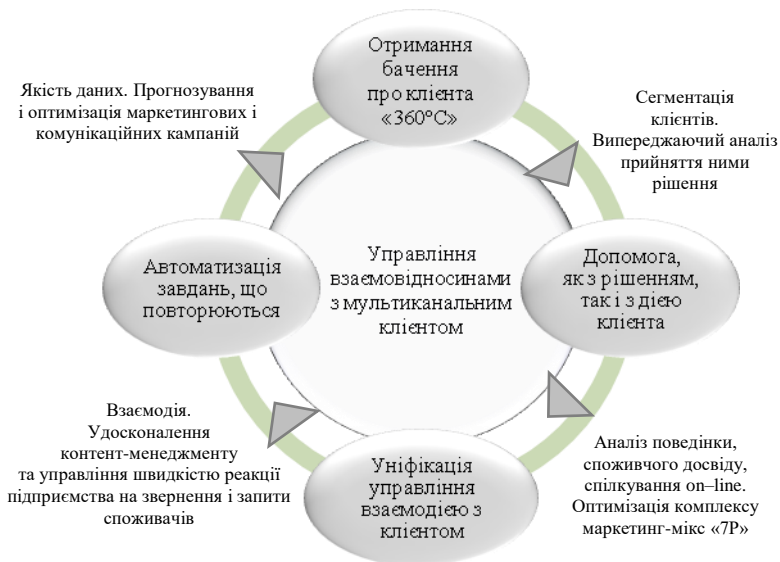 Отримання
бачення
про клієнта
«360°С»
Якість даних. Прогнозування
і оптимізація маркетингових і
комунікаційних кампаній
Сегментація
клієнтів.
Випереджаючий аналіз
прийняття ними
рішення
Автоматизація
завдань, що
повторюються
Управління
взаємовідносинами
з мультиканальним
клієнтом
Допомога,
як з рішенням,
так і з дією
клієнта
Взаємодія.
Удосконалення
контент-менеджменту
та управління швидкістю реакції
підприємства на звернення і запити
споживачів
Уніфікація
управління
взаємодією з
клієнтом
Аналіз поведінки,
споживчого досвіду,
спілкування on–line.
Оптимізація комплексу
маркетинг-мікс «7Р»